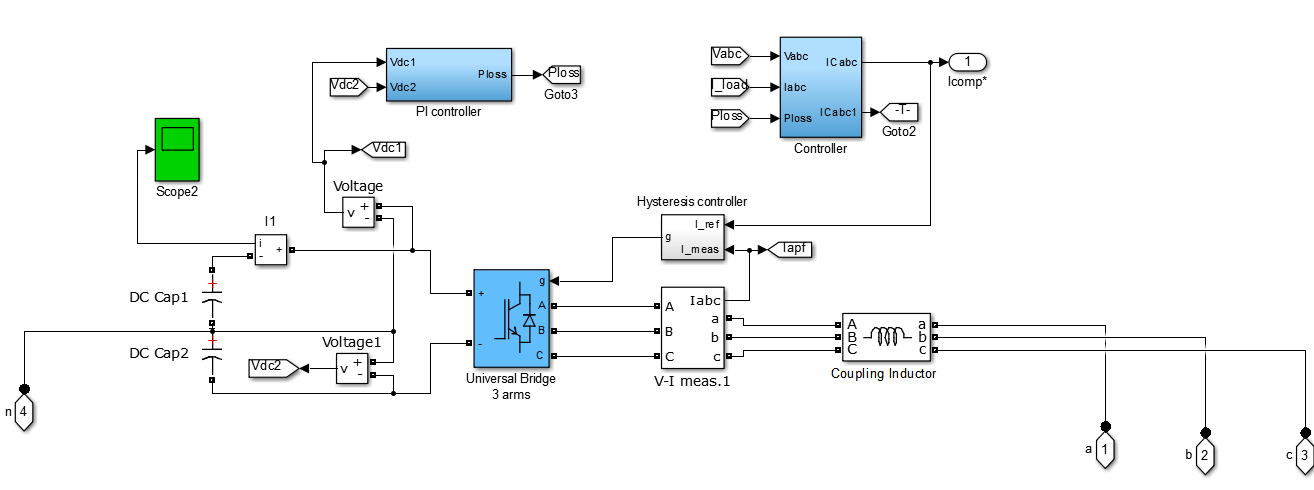 Vdc1
Vdc2
Vdc2
Ploss
PI controller
Ploss
Goto3
Vabc
I_load
Ploss
Vabc
Iabc
Ploss
ICabc
ICabc1
Controller
1
Icomp*
-T-
Goto2
Scope2
Vdc1
Voltage
v
+
-
I1
i
-
+
Hysteresis controller
g
I_ref
I_meas
Iapf
DC Cap1
+
DC Cap2
+
Voltage1
v
+
-
Vdc2
+
-
g
A
B
C
Universal Bridge
3 arms
A
B
C
Iabc
a
b
c
V-I meas.1
A
B
C
a
b
c
Coupling Inductor
n
4
a
1
b
2
c
3